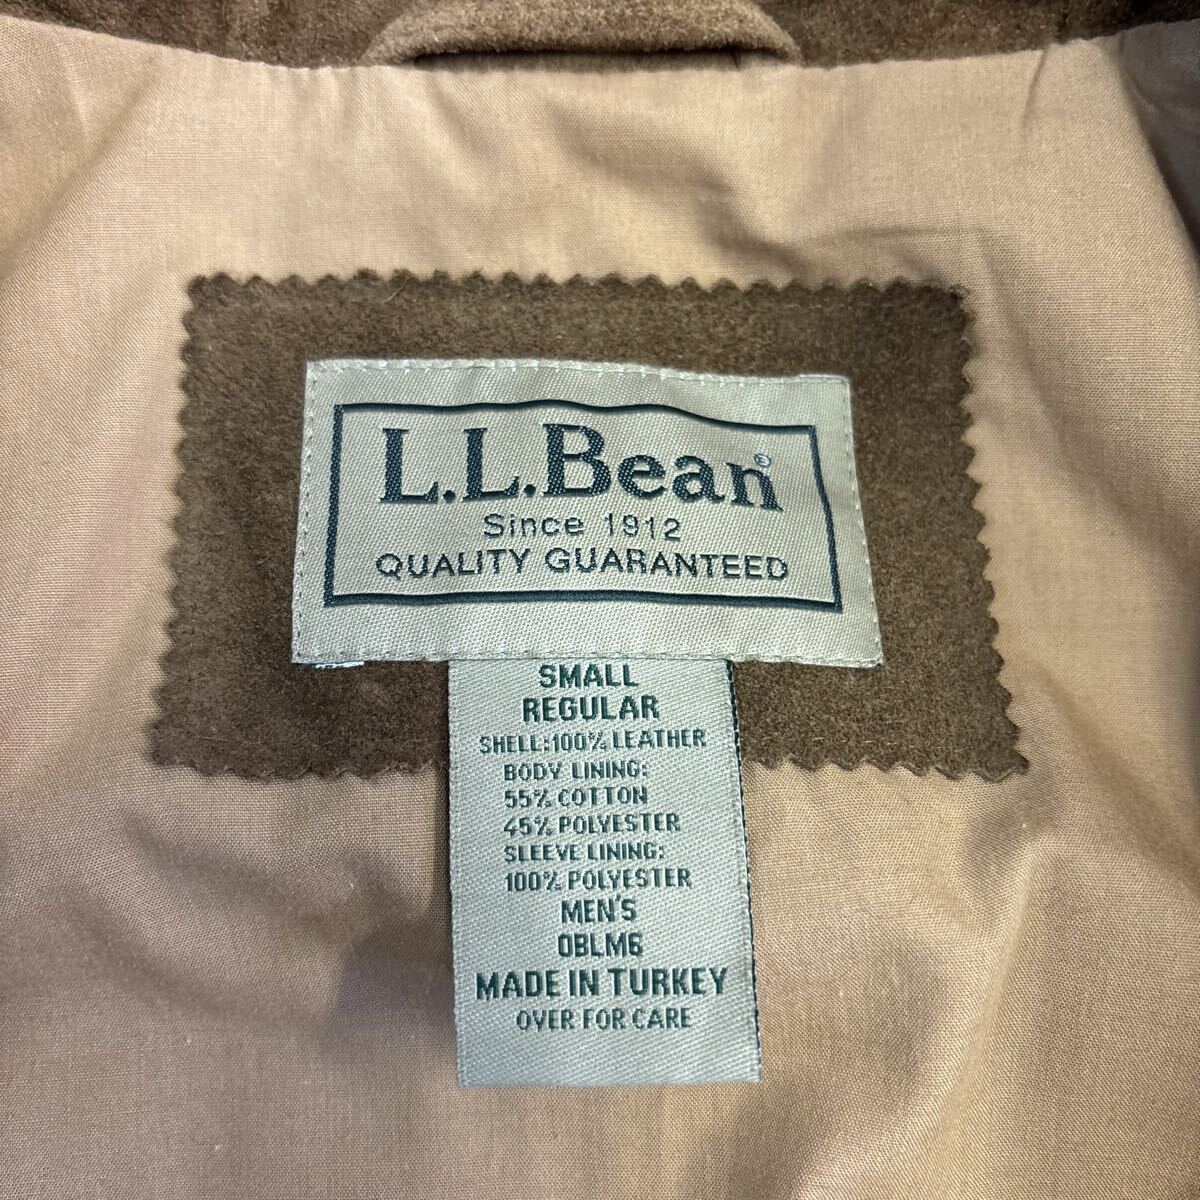 L.L.Bean®
Since 1912
QUALITY GUARANTEED
SMALL
REGULAR
SHELL:100% LEATHER
BODY LINING:
55% COTTON
45% POLYESTER
SLEEVE LINING:
100% POLYESTER
MEN'S
0BLM6
MADE IN TURKEY
OVER FOR CARE